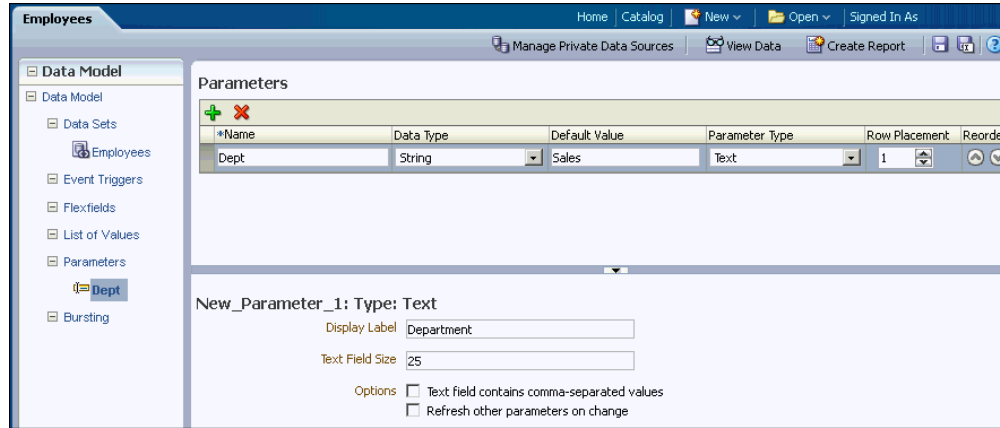 Employees
Home Catalog New Open Signed In As
Manage Private Data Sources View Data Create Report
Data Model
Data Model
Data Sets
Employees
Event Triggers
Flexfields
List of Values
Parameters
Dept
Bursting
Parameters
*Name Data Type Default Value Parameter Type Row Placement Reorde
Dept String Sales Text 1
New_Parameter_1: Type: Text
Display Label Department
Text Field Size 25
Options Text field contains comma-separated values
Refresh other parameters on change